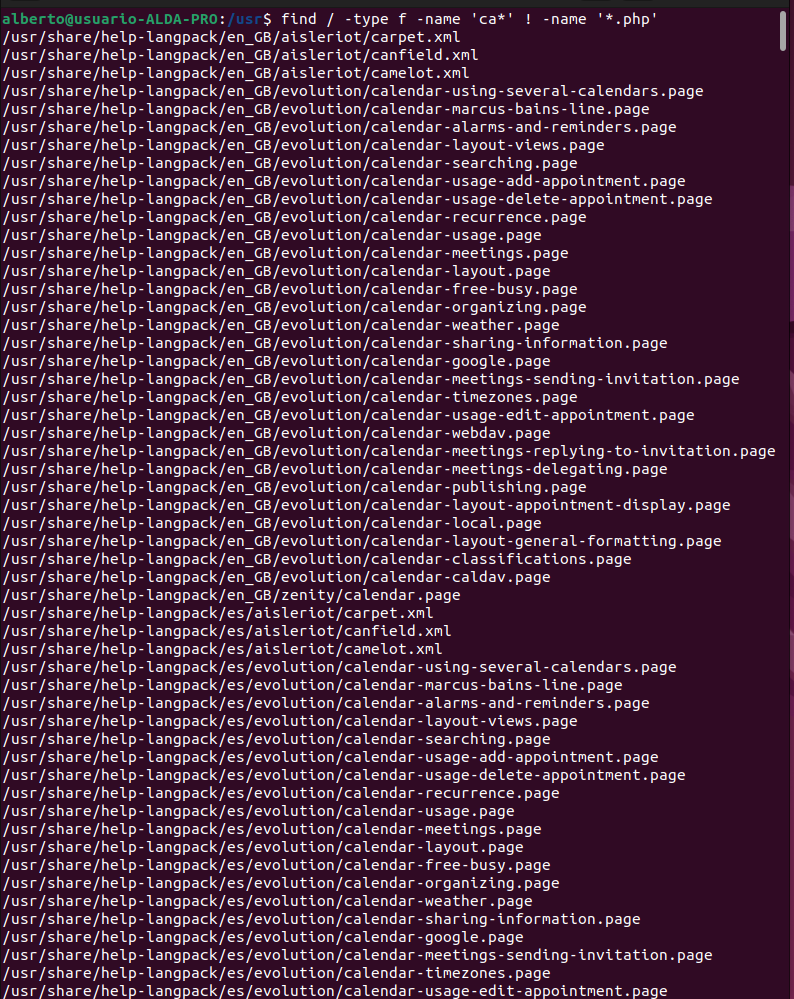 alberto@usuario-ALDA-PRO:/usr$ find / -type f -name 'ca*' ! -name '*.php'
/usr/share/help-langpack/en_GB/aisleriot/carpet.xml
/usr/share/help-langpack/en_GB/aisleriot/canfield.xml
/usr/share/help-langpack/en_GB/aisleriot/camelot.xml
/usr/share/help-langpack/en_GB/evolution/calendar-using-several-calendars.page
/usr/share/help-langpack/en_GB/evolution/calendar-marcus-bains-line.page
/usr/share/help-langpack/en_GB/evolution/calendar-alarms-and-reminders.page
/usr/share/help-langpack/en_GB/evolution/calendar-layout-views.page
/usr/share/help-langpack/en_GB/evolution/calendar-searching.page
/usr/share/help-langpack/en_GB/evolution/calendar-usage-add-appointment.page
/usr/share/help-langpack/en_GB/evolution/calendar-usage-delete-appointment.page
/usr/share/help-langpack/en_GB/evolution/calendar-recurrence.page
/usr/share/help-langpack/en_GB/evolution/calendar-usage.page
/usr/share/help-langpack/en_GB/evolution/calendar-meetings.page
/usr/share/help-langpack/en_GB/evolution/calendar-layout.page
/usr/share/help-langpack/en_GB/evolution/calendar-free-busy.page
/usr/share/help-langpack/en_GB/evolution/calendar-organizing.page
/usr/share/help-langpack/en_GB/evolution/calendar-weather.page
/usr/share/help-langpack/en_GB/evolution/calendar-sharing-information.page
/usr/share/help-langpack/en_GB/evolution/calendar-google.page
/usr/share/help-langpack/en_GB/evolution/calendar-meetings-sending-invitation.page
/usr/share/help-langpack/en_GB/evolution/calendar-timezones.page
/usr/share/help-langpack/en_GB/evolution/calendar-usage-edit-appointment.page
/usr/share/help-langpack/en_GB/evolution/calendar-webdav.page
/usr/share/help-langpack/en_GB/evolution/calendar-meetings-replying-to-invitation.page
/usr/share/help-langpack/en_GB/evolution/calendar-meetings-delegating.page
/usr/share/help-langpack/en_GB/evolution/calendar-publishing.page
/usr/share/help-langpack/en_GB/evolution/calendar-layout-appointment-display.page
/usr/share/help-langpack/en_GB/evolution/calendar-local.page
/usr/share/help-langpack/en_GB/evolution/calendar-layout-general-formatting.page
/usr/share/help-langpack/en_GB/evolution/calendar-classifications.page
/usr/share/help-langpack/en_GB/evolution/calendar-caldav.page
/usr/share/help-langpack/en_GB/zenity/calendar.page
/usr/share/help-langpack/es/aisleriot/carpet.xml
/usr/share/help-langpack/es/aisleriot/canfield.xml
/usr/share/help-langpack/es/aisleriot/camelot.xml
/usr/share/help-langpack/es/evolution/calendar-using-several-calendars.page
/usr/share/help-langpack/es/evolution/calendar-marcus-bains-line.page
/usr/share/help-langpack/es/evolution/calendar-alarms-and-reminders.page
/usr/share/help-langpack/es/evolution/calendar-layout-views.page
/usr/share/help-langpack/es/evolution/calendar-searching.page
/usr/share/help-langpack/es/evolution/calendar-usage-add-appointment.page
/usr/share/help-langpack/es/evolution/calendar-usage-delete-appointment.page
/usr/share/help-langpack/es/evolution/calendar-recurrence.page
/usr/share/help-langpack/es/evolution/calendar-usage.page
/usr/share/help-langpack/es/evolution/calendar-meetings.page
/usr/share/help-langpack/es/evolution/calendar-layout.page
/usr/share/help-langpack/es/evolution/calendar-free-busy.page
/usr/share/help-langpack/es/evolution/calendar-organizing.page
/usr/share/help-langpack/es/evolution/calendar-weather.page
/usr/share/help-langpack/es/evolution/calendar-sharing-information.page
/usr/share/help-langpack/es/evolution/calendar-google.page
/usr/share/help-langpack/es/evolution/calendar-meetings-sending-invitation.page
/usr/share/help-langpack/es/evolution/calendar-timezones.page
/usr/share/help-langpack/es/evolution/calendar-usage-edit-appointment.page